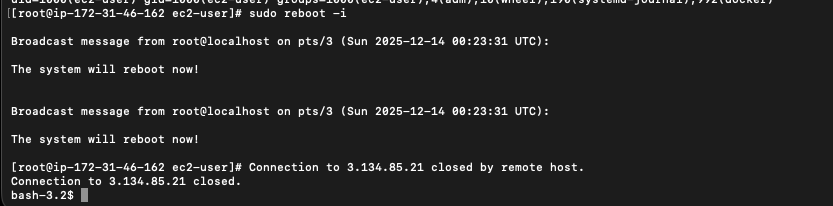 uid=1000(ec2-user) gid=1000(ec2-user) groups=1000(ec2-user),4(adm),10(wheel),190(systemd-journal),992(docker)
[[root@ip-172-31-46-162 ec2-user]# sudo reboot -i
Broadcast message from root@localhost on pts/3 (Sun 2025-12-14 00:23:31 UTC):
The system will reboot now!
Broadcast message from root@localhost on pts/3 (Sun 2025-12-14 00:23:31 UTC):
The system will reboot now!
[root@ip-172-31-46-162 ec2-user]# Connection to 3.134.85.21 closed by remote host.
Connection to 3.134.85.21 closed.
bash-3.2$